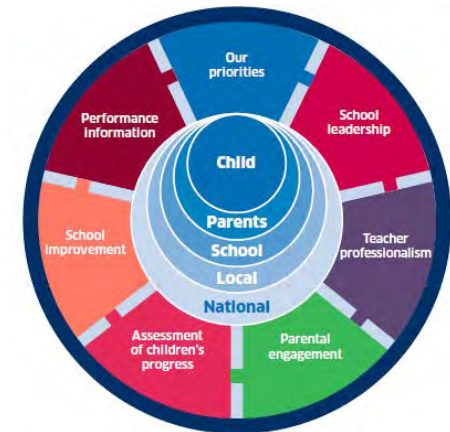 Our
priorities
School
leadership
Teacher
professionalism
Parental
engagement
Assessment
of children's
progress
School
improvement
Performance
information
Child
Parents
School
Local
National